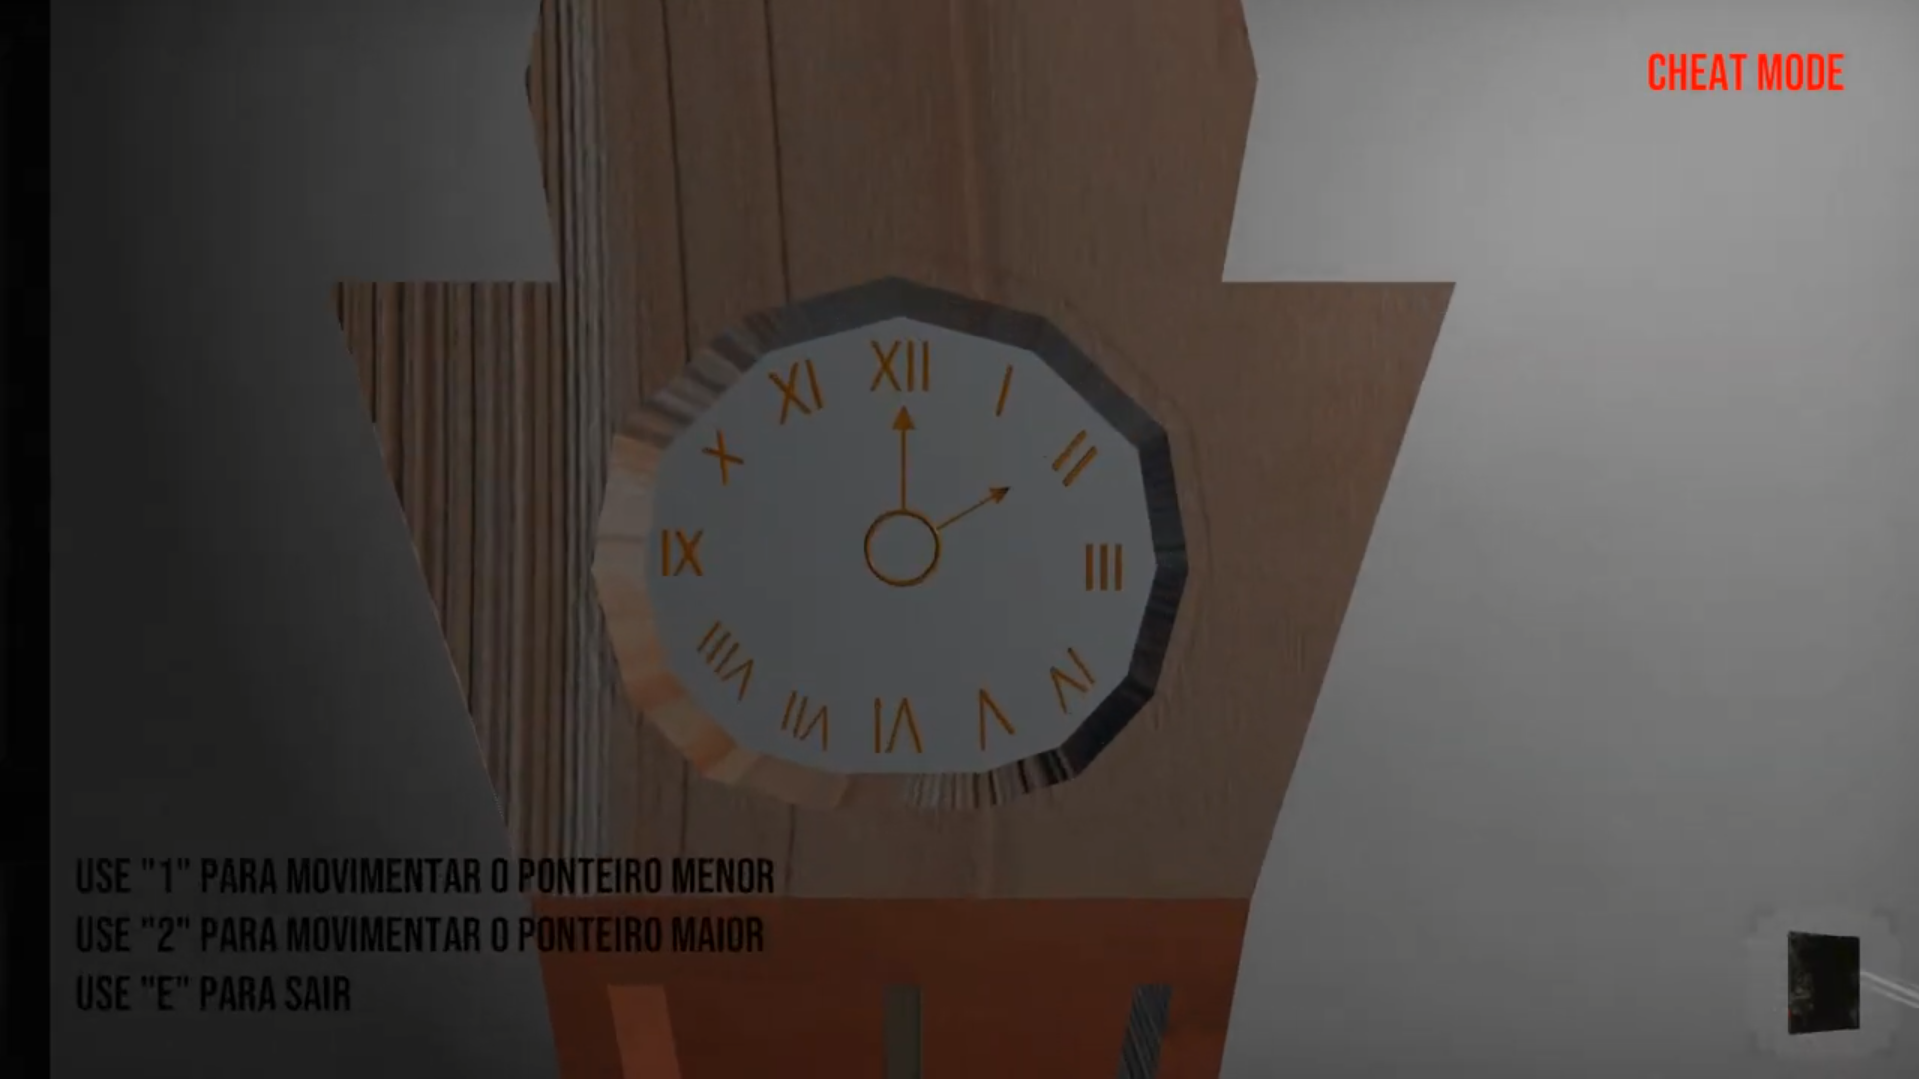 CHEAT MODE
XII
XI
I
X
II
IX
III
VIII
IV
VII
VI
V
USE "1" PARA MOVIMENTAR O PONTEIRO MENOR
USE "2" PARA MOVIMENTAR O PONTEIRO MAIOR
USE "E" PARA SAIR